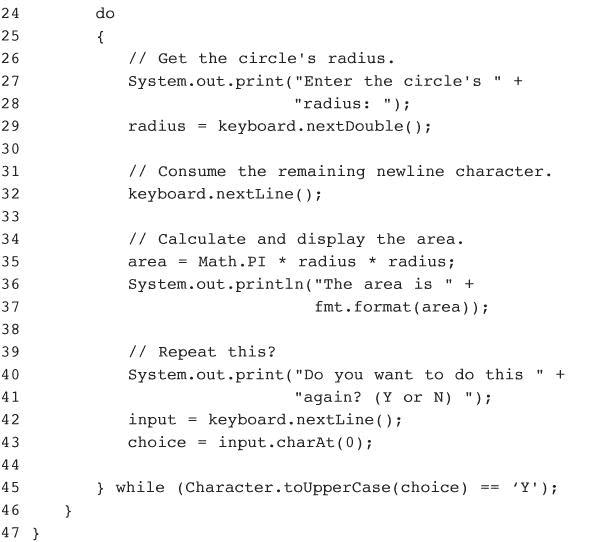 24        do
25        {
26           // Get the circle's radius.
27           System.out.print("Enter the circle's " +
28                            "radius: ");
29           radius = keyboard.nextDouble();
30
31           // Consume the remaining newline character.
32           keyboard.nextLine();
33
34           // Calculate and display the area.
35           area = Math.PI * radius * radius;
36           System.out.println("The area is " +
37                              fmt.format(area));
38
39           // Repeat this?
40           System.out.print("Do you want to do this " +
41                            "again? (Y or N) ");
42           input = keyboard.nextLine();
43           choice = input.charAt(0);
44
45        } while (Character.toUpperCase(choice) == ‘Y');
46     }
47  }